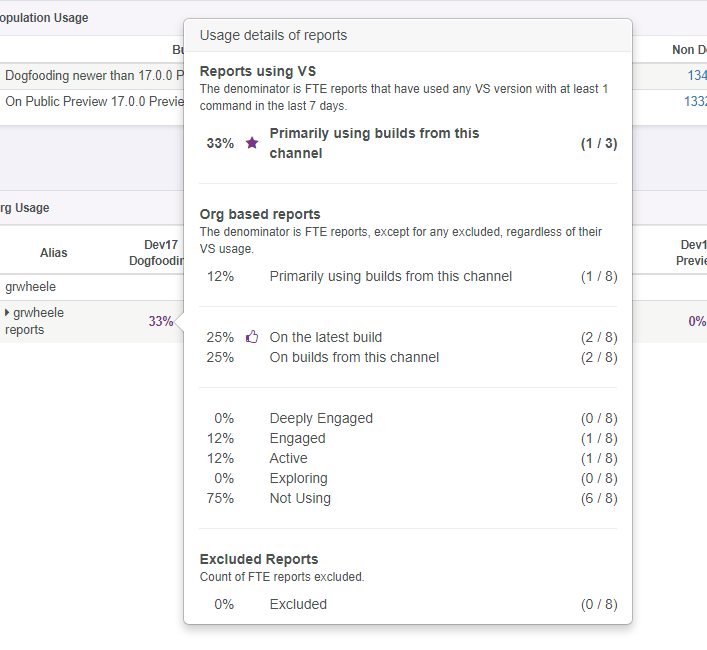 opulation Usage
Usage details of reports
Bu
Non D
Reports using VS
Dogfooding newer than 17.0.0 P
134
The denominator is FTE reports that have used any VS version with at least 1
On Public Preview 17.0.0 Previe
1332
command in the last 7 days.
33% Primarily using builds from this
channel
(1 / 3)
rg Usage
Org based reports
The denominator is FTE reports, except for any excluded, regardless of their
VS usage.
Alias
Dev17
Dogfoodin
Dev1
Previe
12% Primarily using builds from this channel (1 / 8)
grwheele
grwheele
reports
33%
0%
25% On the latest build (2 / 8)
25% On builds from this channel (2 / 8)
0% Deeply Engaged (0 / 8)
12% Engaged (1 / 8)
12% Active (1 / 8)
0% Exploring (0 / 8)
75% Not Using (6 / 8)
Excluded Reports
Count of FTE reports excluded.
0% Excluded (0 / 8)